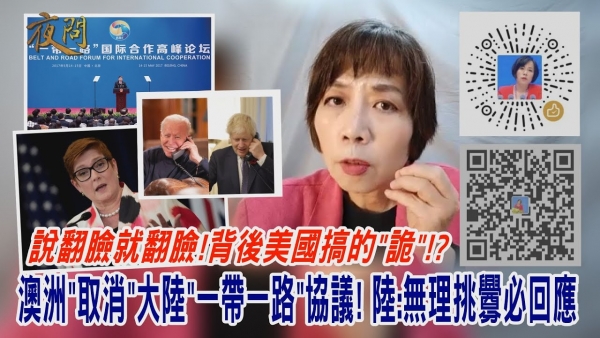 夜問
"一带一路"国际合作高峰论坛
BELT AND ROAD FORUM FOR INTERNATIONAL COOPERATION
說翻臉就翻臉!背後美國搞的"詭"!?
澳洲"取消"大陸"一帶一路"協議! 陸:無理挑釁必回應